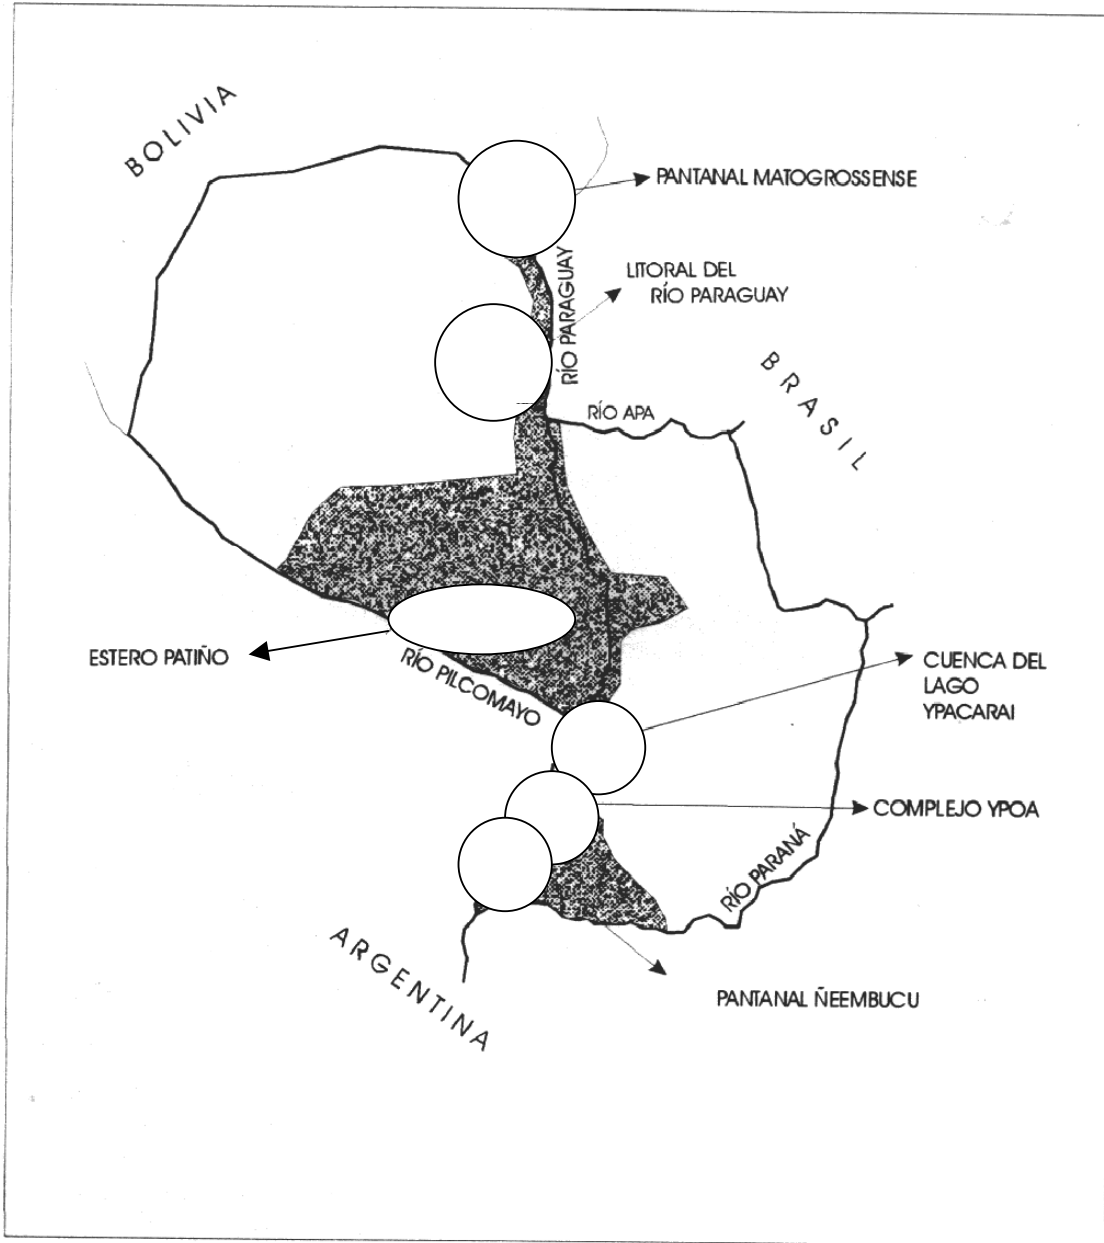 BOLIVIA
PANTANAL MATOGROSSENSE
LITORAL DEL
RÍO PARAGUAY
RÍO PARAGUAY
BRASIL
RÍO APA
ESTERO PATIÑO
RÍO PILCOMAYO
CUENCA DEL
LAGO
YPACARAI
COMPLEJO YPOA
RÍO PARANÁ
ARGENTINA
PANTANAL ÑEEMBUCU